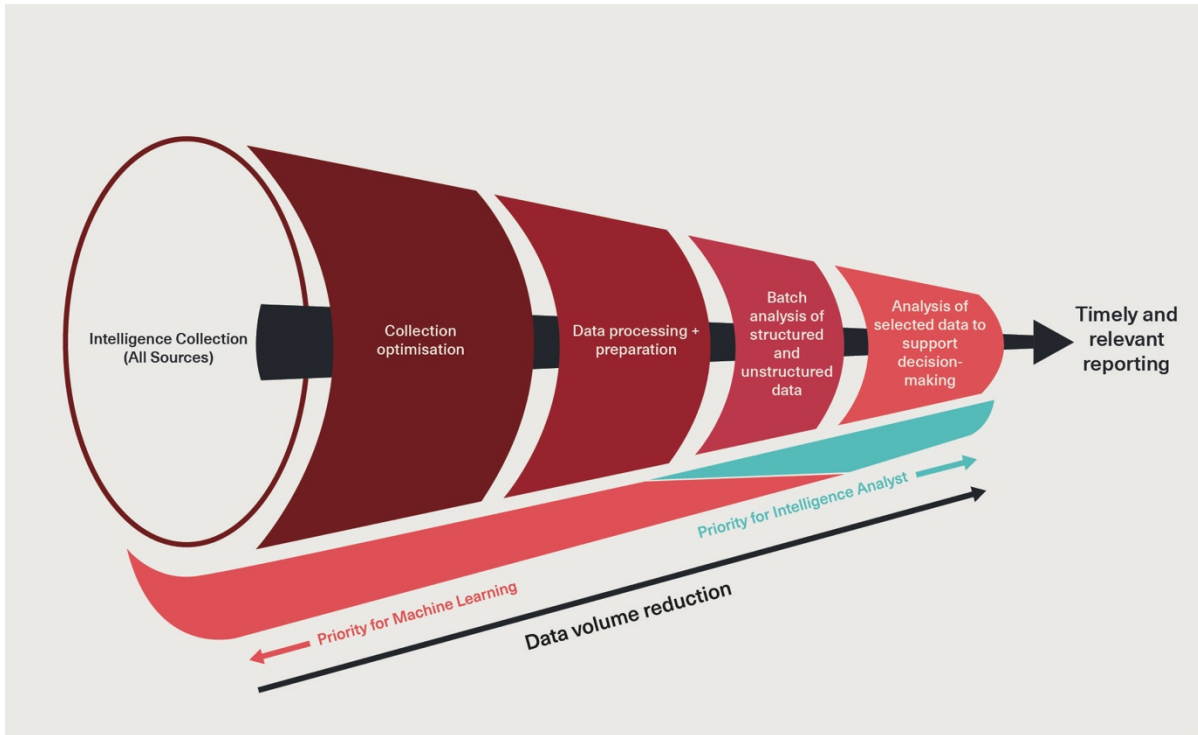 Intelligence Collection
(All Sources)
Collection
optimisation
Data processing +
preparation
Batch
analysis of
structured
and
unstructured
data
Analysis of
selected data to
support
decision-
making
Timely and
relevant
reporting
Priority for Intelligence Analyst
Priority for Machine Learning
Data volume reduction